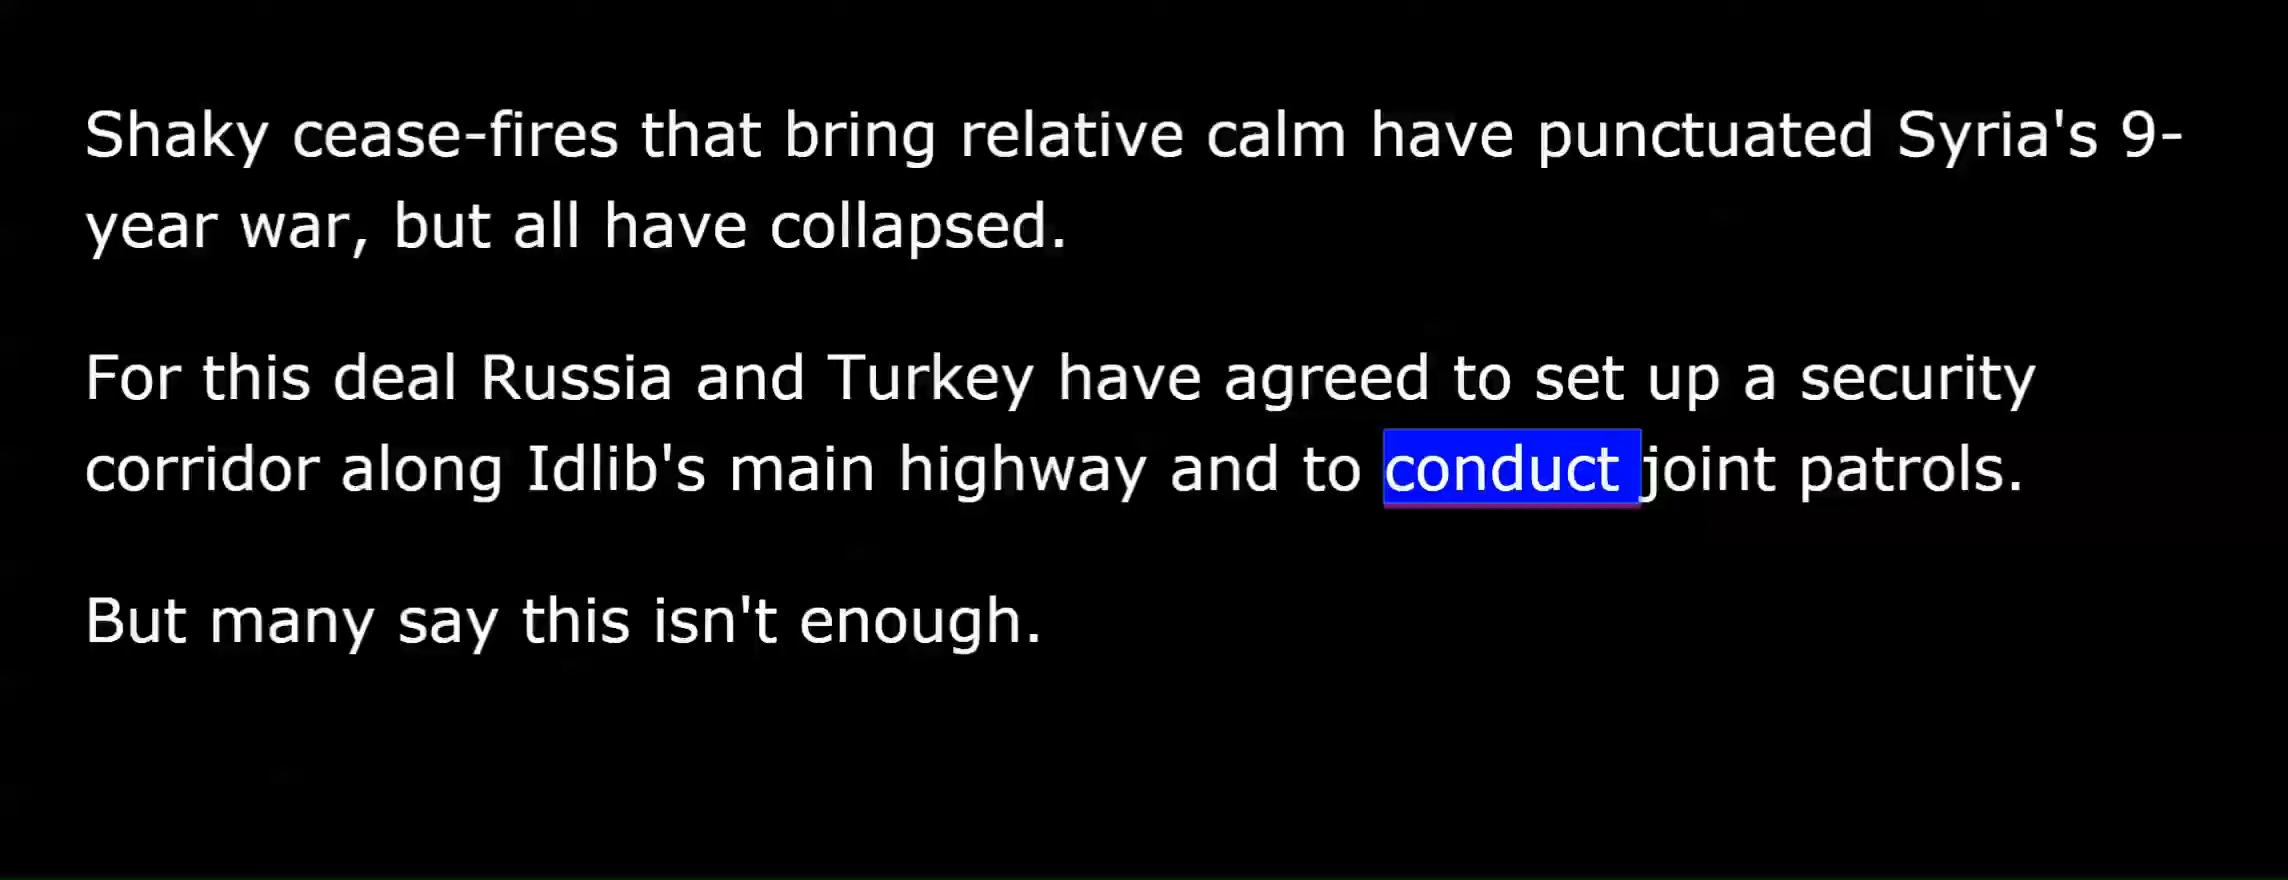 Shaky cease-fires that bring relative calm have punctuated Syria's 9-
year war, but all have collapsed.
For this deal Russia and Turkey have agreed to set up a security
corridor along Idlib's main highway and to conduct joint patrols.
But many say this isn't enough.